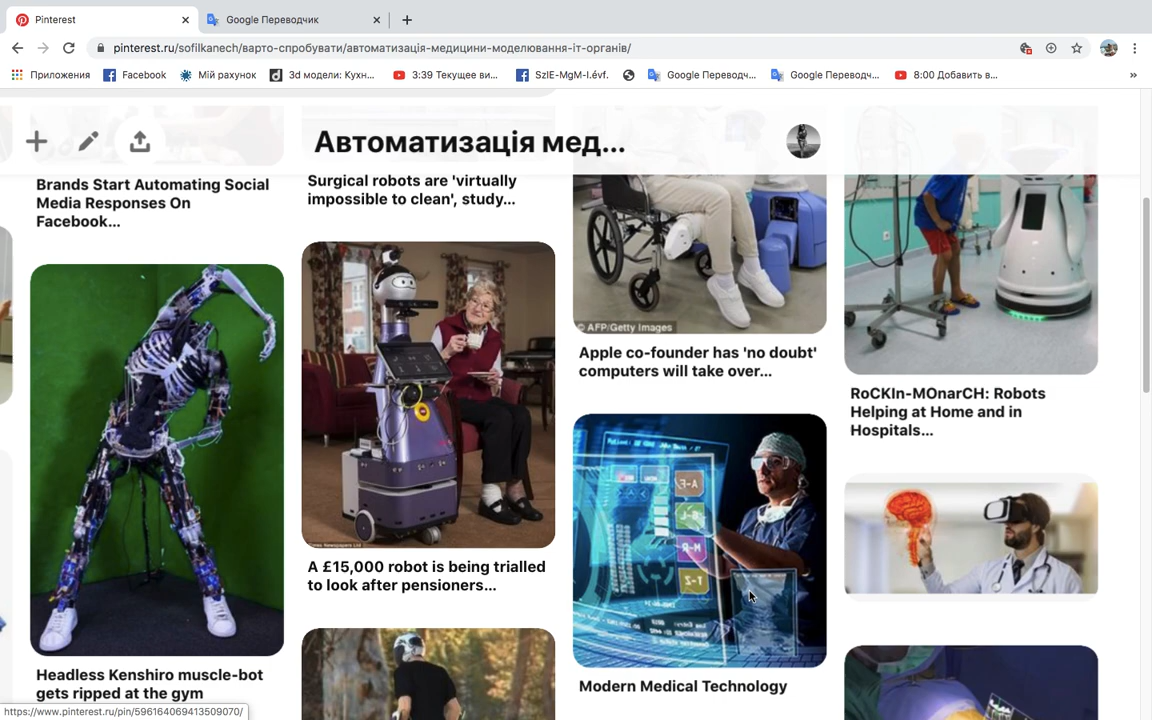 Pinterest
Google Переводчик
pinterest.ru/sofilkanech/варто-спробувати/автоматизація-медицини-моделювання-іт-органів/
Приложения
Facebook
Мій рахунок
3d модели: Кухн...
3:39 Текущее ви...
SzIE-MgM-I.évf.
Google Переводч...
Google Переводч...
8:00 Добавить в...
»
Автоматизація мед...
Brands Start Automating Social
Media Responses On
Facebook...
Surgical robots are 'virtually
impossible to clean', study...
© AFP/Getty Images
Apple co-founder has 'no doubt'
computers will take over...
RoCKIn-MOnarCH: Robots
Helping at Home and in
Hospitals...
A £15,000 robot is being trialled
to look after pensioners...
A-F
G-L
M-R
T-Z
Modern Medical Technology
Headless Kenshiro muscle-bot
gets ripped at the gym
https://www.pinterest.ru/pin/596164069413509070/